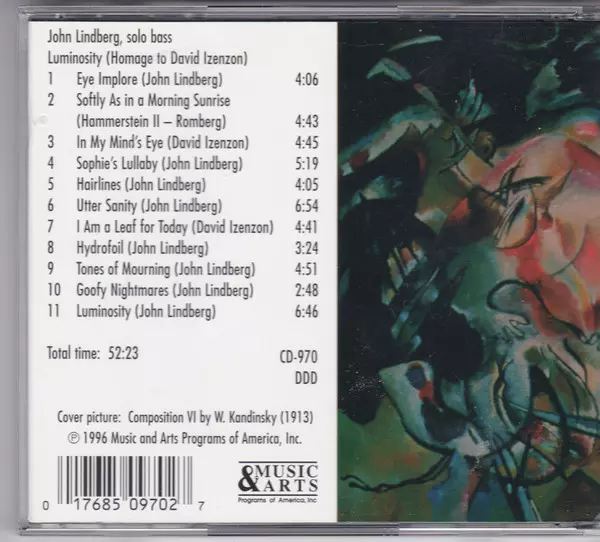 John Lindberg, solo bass
Luminosity (Homage to David Izenzon)
1 Eye Implore (John Lindberg) 4:06
2 Softly As in a Morning Sunrise
(Hammerstein II – Romberg) 4:43
3 In My Mind's Eye (David Izenzon) 4:45
4 Sophie's Lullaby (John Lindberg) 5:19
5 Hairlines (John Lindberg) 4:05
6 Utter Sanity (John Lindberg) 6:54
7 I Am a Leaf for Today (David Izenzon) 4:41
8 Hydrofoil (John Lindberg) 3:24
9 Tones of Mourning (John Lindberg) 4:51
10 Goofy Nightmares (John Lindberg) 2:48
11 Luminosity (John Lindberg) 6:46
Total time: 52:23 CD-970
DDD
Cover picture: Composition VI by W. Kandinsky (1913)
℗ 1996 Music and Arts Programs of America, Inc.
MUSIC
& ARTS
Programs of America, Inc
0 17685 09702 7